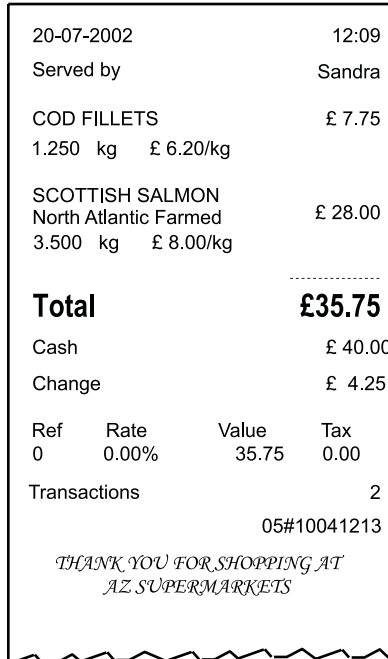 20-07-2002 12:09
Served by Sandra
COD FILLETS £ 7.75
1.250 kg £ 6.20/kg
SCOTTISH SALMON
North Atlantic Farmed £ 28.00
3.500 kg £ 8.00/kg
Total £35.75
Cash £ 40.00
Change £ 4.25
Ref Rate Value Tax
0 0.00% 35.75 0.00
Transactions 2
05#10041213
THANK YOU FOR SHOPPING AT
AZ SUPERMARKETS